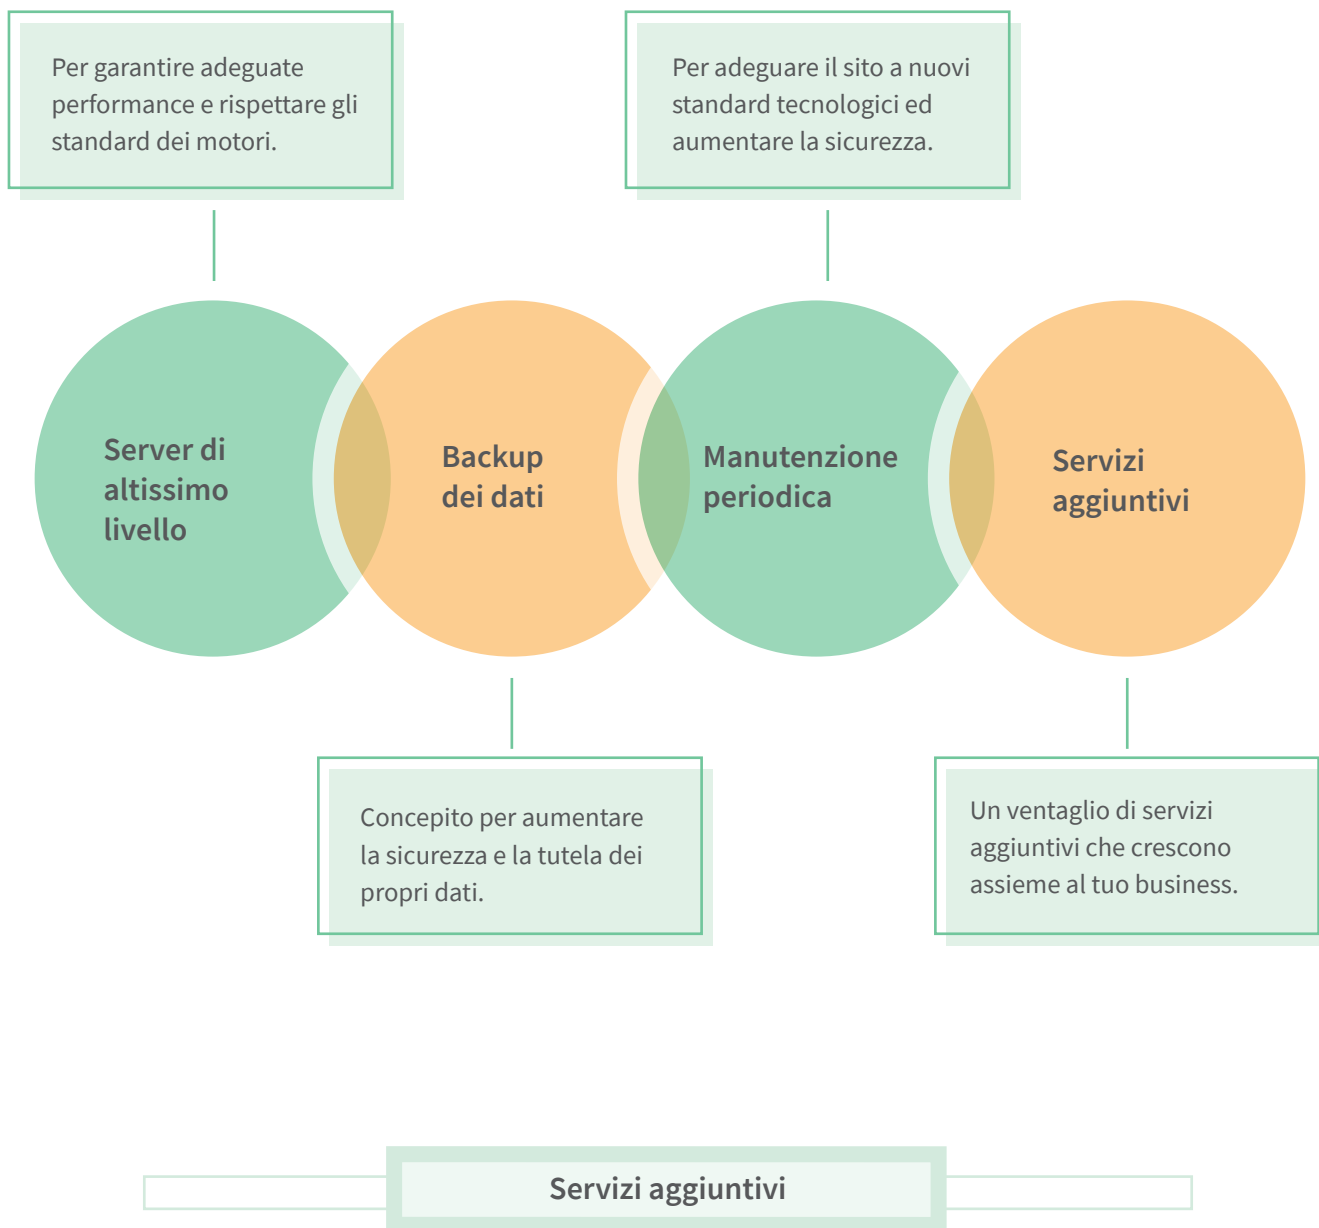 Per garantire adeguate
performance e rispettare gli
standard dei motori.
Per adeguare il sito a nuovi
standard tecnologici ed
aumentare la sicurezza.
Server di
altissimo
livello
Backup
dei dati
Manutenzione
periodica
Servizi
aggiuntivi
Concepito per aumentare
la sicurezza e la tutela dei
propri dati.
Un ventaglio di servizi
aggiuntivi che crescono
assieme al tuo business.
Servizi aggiuntivi